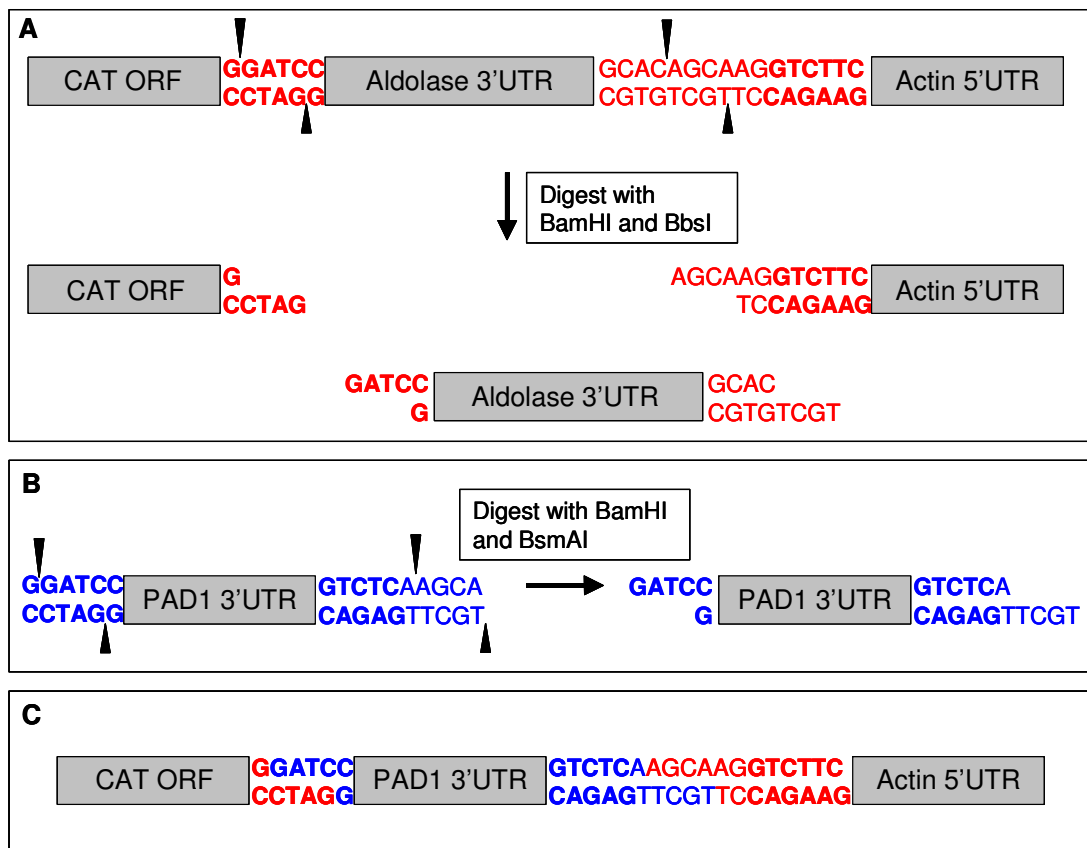 A
CAT ORF GGATCC Aldolase 3'UTR GCACAGCAAGGTCTTC Actin 5'UTR
CCTAGG CGTGTCGTTCCAGAAG
Digest with
BamHI and BbsI
CAT ORF G AGCAAGGTCTTC Actin 5'UTR
CCTAG TCCAGAAG
GATCC Aldolase 3'UTR GCAC
G CGTGTCGT
B
Digest with BamHI
and BsmAI
GGATCC PAD1 3'UTR GTCTCAAGCA GATCC PAD1 3'UTR GTCTCA
CCTAGG CAGAGTTCGT G CAGAGTTCGT
C
CAT ORF GGATCC PAD1 3'UTR GTCTCAAGCAAGGTCTTC Actin 5'UTR
CCTAGG CAGAGTTCGTTCCAGAAG